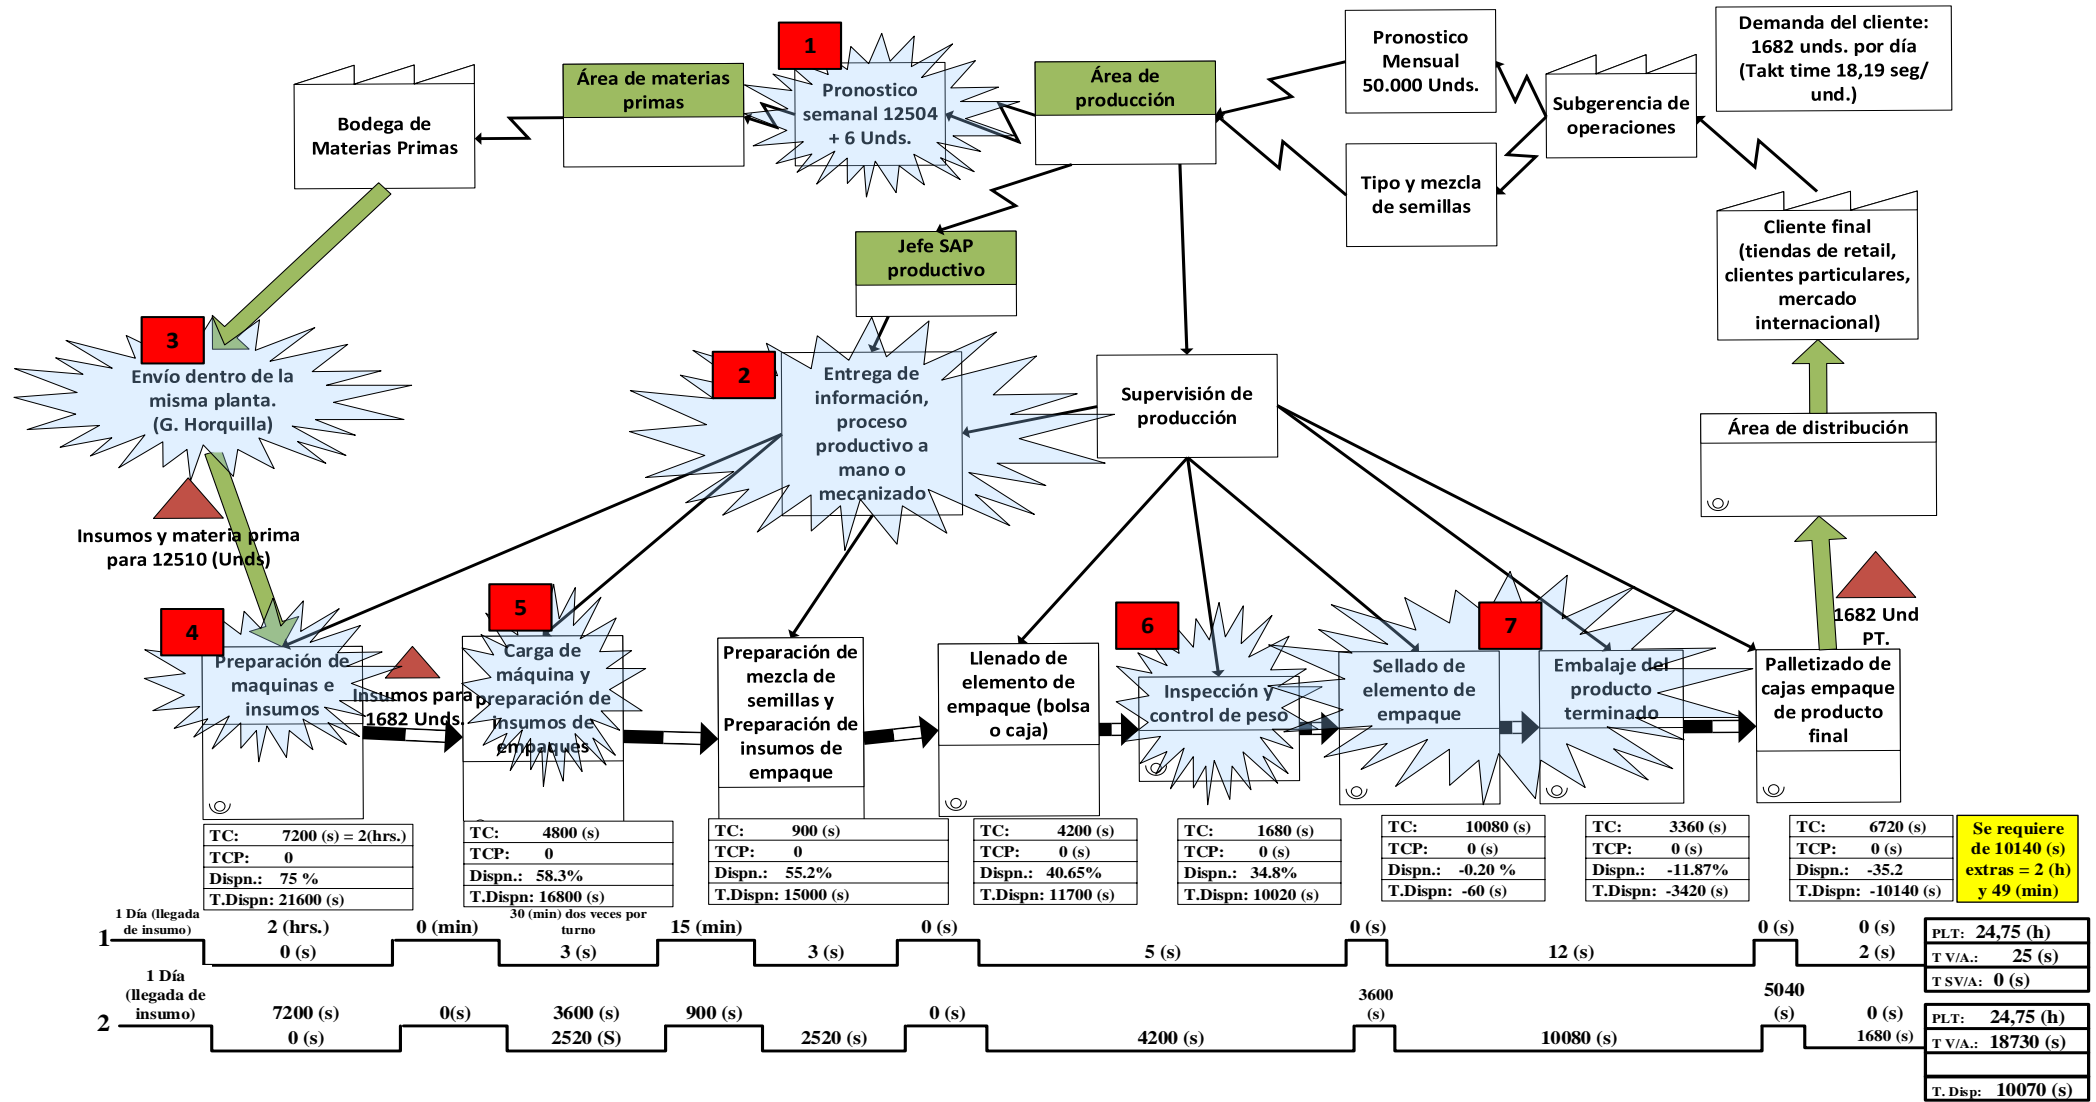 1
Pronostico
semanal 12504
+ 6 Unds.
Área de materias
primas
Bodega de
Materias Primas
Área de
producción
Pronostico
Mensual
50.000 Unds.
Tipo y mezcla
de semillas
Subgerencia de
operaciones
Demanda del cliente:
1682 unds. por día
(Takt time 18,19 seg/
und.)
Cliente final
(tiendas de retail,
clientes particulares,
mercado
internacional)
Jefe SAP
productivo
3
Envío dentro de la
misma planta.
(G. Horquilla)
2
Entrega de
información,
proceso
productivo a
mano o
mecanizado
Supervisión de
producción
Área de distribución
Insumos y materia prima
para 12510 (Unds)
1682 Und
PT.
4
Preparación de
maquinas e
insumos
Insumos para
1682 Unds.
5
Carga de
máquina y
preparación de
insumos de
empaques
Preparación de
mezcla de
semillas y
Preparación de
insumos de
empaque
Llenado de
elemento de
empaque (bolsa
o caja)
6
Inspección y
control de peso
7
Sellado de
elemento de
empaque
Embalaje del
producto
terminado
Palletizado de
cajas empaque
de producto
final
TC: 7200 (s) = 2(hrs.)
TCP: 0
Dispn.: 75 %
T.Dispn: 21600 (s)
TC: 4800 (s)
TCP: 0
Dispn.: 58.3%
T.Dispn: 16800 (s)
TC: 900 (s)
TCP: 0
Dispn.: 55.2%
T.Dispn: 15000 (s)
TC: 4200 (s)
TCP: 0 (s)
Dispn.: 40.65%
T.Dispn: 11700 (s)
TC: 1680 (s)
TCP: 0 (s)
Dispn.: 34.8%
T.Dispn: 10020 (s)
TC: 10080 (s)
TCP: 0 (s)
Dispn.: -0.20 %
T.Dispn: -60 (s)
TC: 3360 (s)
TCP: 0 (s)
Dispn.: -11.87%
T.Dispn: -3420 (s)
TC: 6720 (s)
TCP: 0 (s)
Dispn.: -35.2
T.Dispn: -10140 (s)
Se requiere
de 10140 (s)
extras = 2 (h)
y 49 (min)
1
1 Día (llegada
de insumo)
2 (hrs.)
0 (s)
0 (min)
30 (min) dos veces por
turno
3 (s)
15 (min)
3 (s)
0 (s)
5 (s)
0 (s)
12 (s)
0 (s)
0 (s)
2 (s)
PLT: 24,75 (h)
T V/A.: 25 (s)
T SV/A: 0 (s)
2
1 Día
(llegada de
insumo)
7200 (s)
0 (s)
0(s)
3600 (s)
2520 (S)
900 (s)
2520 (s)
0 (s)
4200 (s)
3600
(s)
10080 (s)
5040
(s)
0 (s)
1680 (s)
PLT: 24,75 (h)
T V/A.: 18730 (s)
T. Disp: 10070 (s)